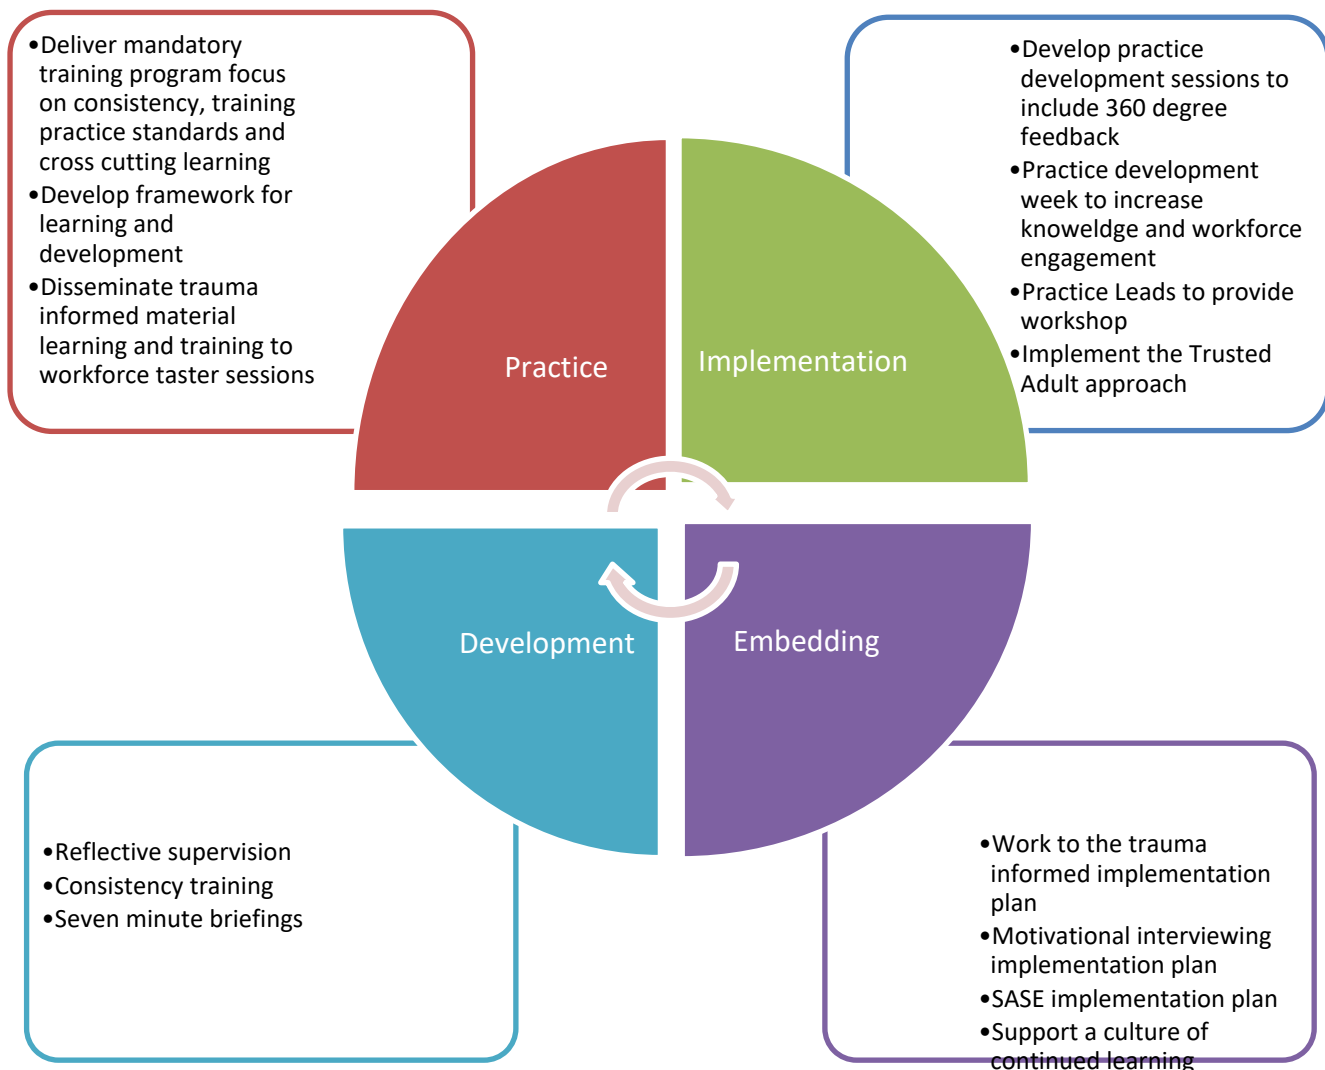 •Deliver mandatory
training program focus
on consistency, training
practice standards and
cross cutting learning
•Develop framework for
learning and
development
•Disseminate trauma
informed material
learning and training to
workforce taster sessions
•Develop practice
development sessions to
include 360 degree
feedback
•Practice development
week to increase
knoweldge and workforce
engagement
•Practice Leads to provide
workshop
•Implement the Trusted
Adult approach
Practice
Implementation
Development
Embedding
•Reflective supervision
•Consistency training
•Seven minute briefings
•Work to the trauma
informed implementation
plan
•Motivational interviewing
implementation plan
•SASE implementation plan
•Support a culture of
continued learning